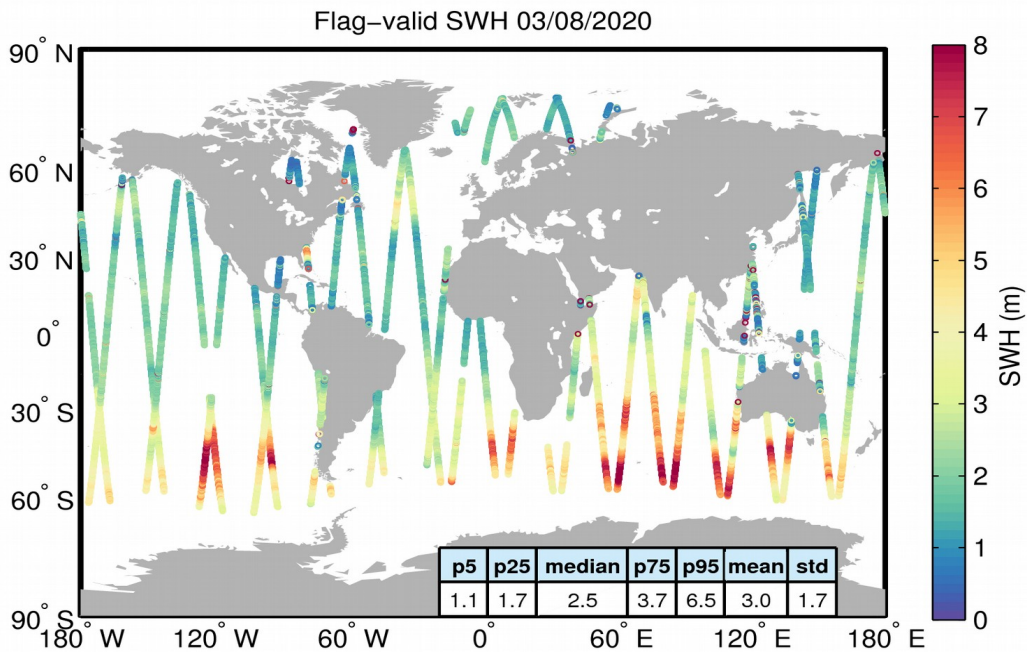 Flag−valid SWH 03/08/2020
90° N
60° N
30° N
0°
30° S
60° S
90° S
180° W
120° W
60° W
0°
60° E
120° E
180° E
p5 p25 median p75 p95 mean std
1.1 1.7 2.5 3.7 6.5 3.0 1.7
8
7
6
5
4
3
2
1
0
SWH (m)